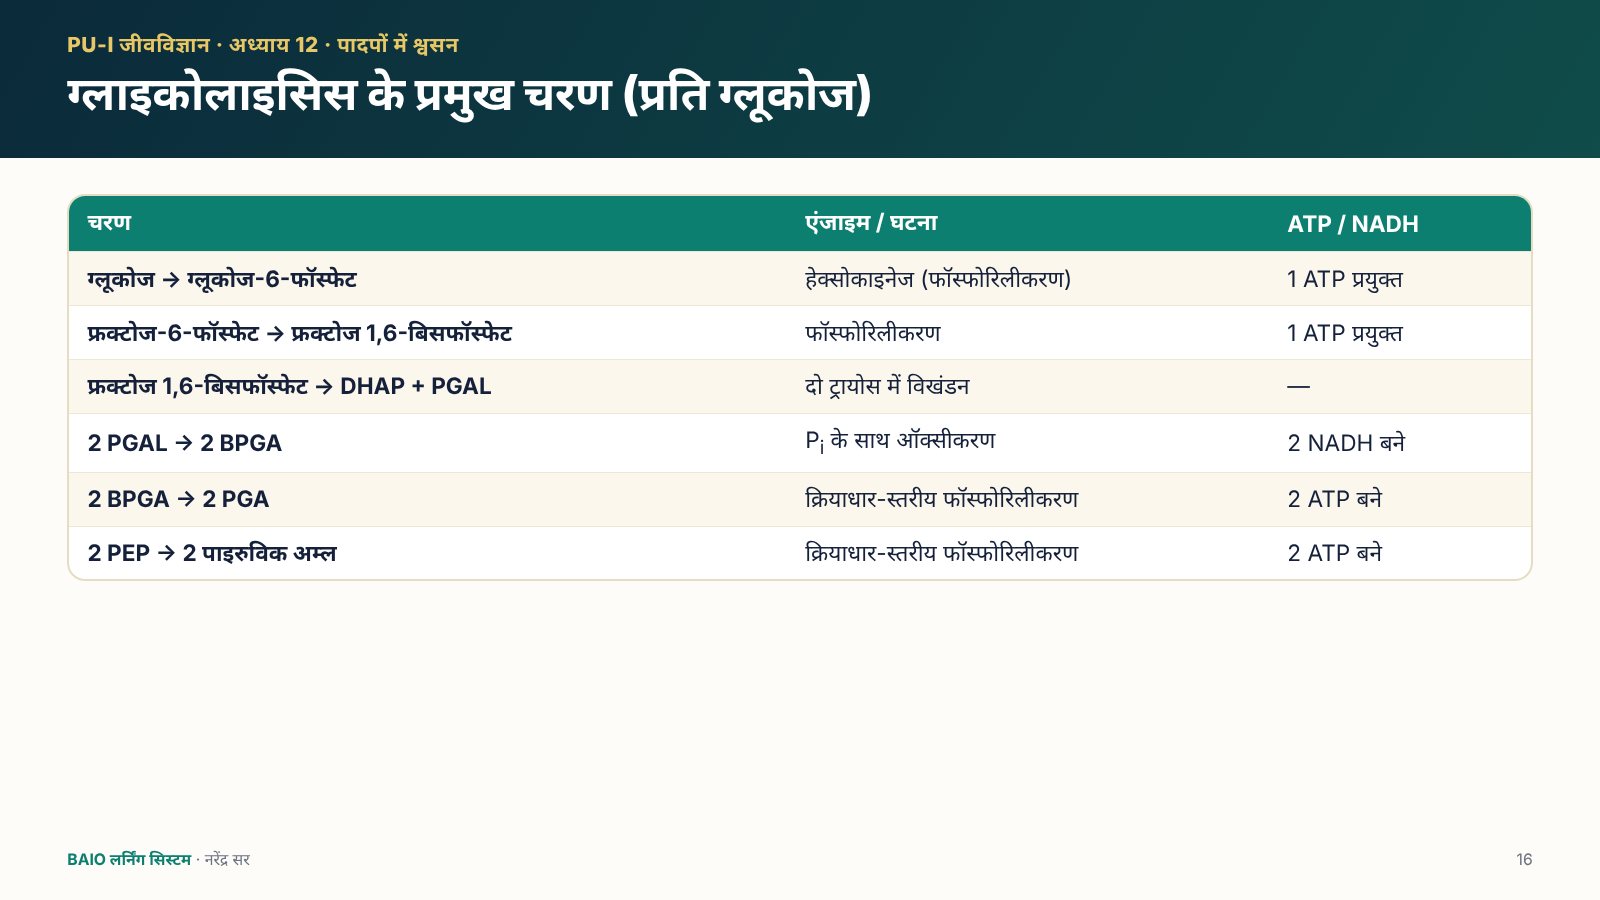 PU-I जीवविज्ञान · अध्याय 12 · पादपों में श्वसन
ग्लाइकोलाइसिस के प्रमुख चरण (प्रति ग्लूकोज)
चरण एंजाइम / घटना ATP / NADH
ग्लूकोज → ग्लूकोज-6-फॉस्फेट हेक्सोकाइनेज (फॉस्फोरिलीकरण) 1 ATP प्रयुक्त
फ्रक्टोज-6-फॉस्फेट → फ्रक्टोज 1,6-बिसफॉस्फेट फॉस्फोरिलीकरण 1 ATP प्रयुक्त
फ्रक्टोज 1,6-बिसफॉस्फेट → DHAP + PGAL दो ट्रायोस में विखंडन —
2 PGAL → 2 BPGA Pi के साथ ऑक्सीकरण 2 NADH बने
2 BPGA → 2 PGA क्रियाधार-स्तरीय फॉस्फोरिलीकरण 2 ATP बने
2 PEP → 2 पाइरुविक अम्ल क्रियाधार-स्तरीय फॉस्फोरिलीकरण 2 ATP बने
BAIO लर्निंग सिस्टम · नरेंद्र सर 16